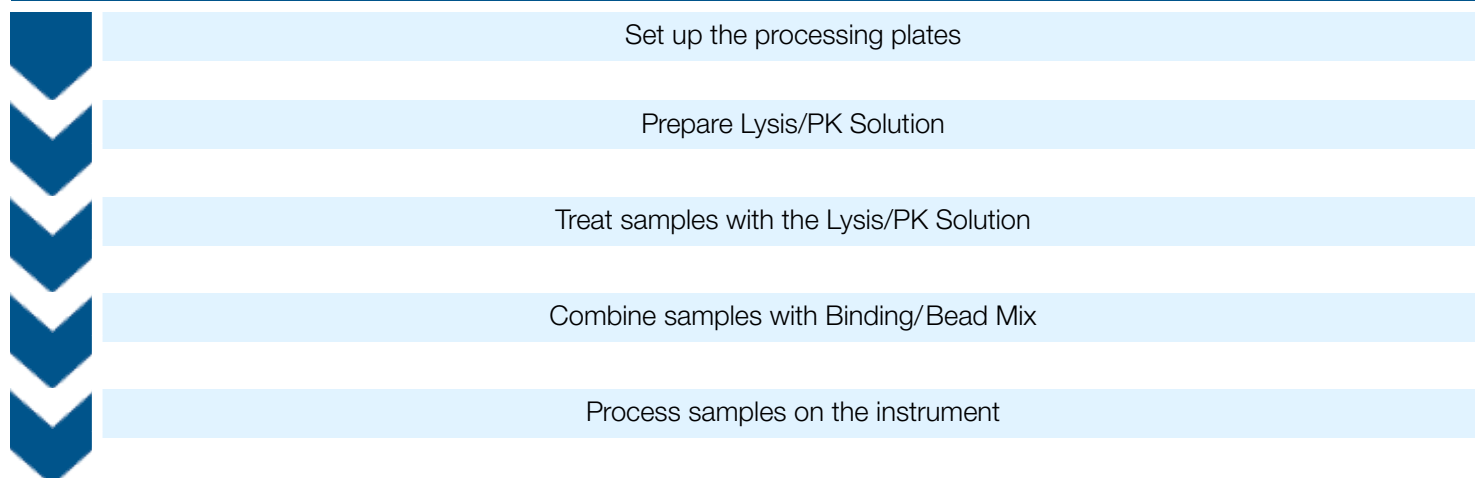 Set up the processing plates
Prepare Lysis/PK Solution
Treat samples with the Lysis/PK Solution
Combine samples with Binding/Bead Mix
Process samples on the instrument